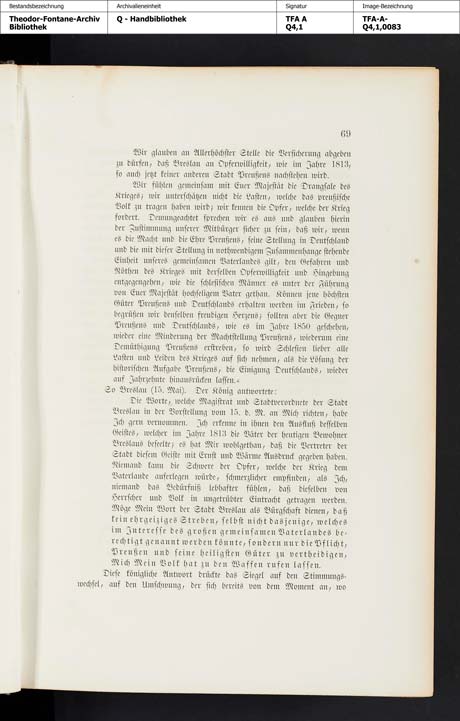 Bestandsbezeichnung Archivalieneinheit Signatur Image-Bezeichnung
Theodor-Fontane-Archiv Q - Handbibliothek TFA A TFA-A-
Bibliothek Q4,1 Q4,1,0083
69
Wir glauben an Allerhöchster Stelle die Versicherung abgeben
zu dürfen, daß Breslau an Opferwilligkeit, wie im Jahre 1813,
so auch jetzt keiner anderen Stadt Preußens nachstehen wird.
Wir fühlen gemeinsam mit Euer Majestät die Drangsale des
Krieges; wir unterschätzen nicht die Lasten, welche das preußische
Volk zu tragen haben wird; wir kennen die Opfer, welche der Krieg
fordert. Demungeachtet sprechen wir es aus und glauben hierin
der Zustimmung unserer Mitbürger sicher zu sein, daß wir, wenn
es die Macht und die Ehre Preußens, seine Stellung in Deutschland
und die mit dieser Stellung in nothwendigem Zusammenhange stehende
Einheit unseres gemeinsamen Vaterlandes gilt, den Gefahren und
Nöthen des Krieges mit derselben Opferwilligkeit und Hingebung
entgegengehen, wie die schlesischen Männer es unter der Führung
von Euer Majestät hochseligem Vater gethan. Können jene höchsten
Güter Preußens und Deutschlands erhalten werden im Frieden, so
begrüßen wir denselben freudigen Herzens; sollten aber die Gegner
Preußens und Deutschlands, wie es im Jahre 1850 geschehen,
wieder eine Minderung der Machtstellung Preußens, wiederum eine
Demüthigung Preußens erstreben, so wird Schlesien lieber alle
Lasten und Leiden des Krieges auf sich nehmen, als die Lösung der
historischen Aufgabe Preußens, die Einigung Deutschlands, wieder
auf Jahrzehnte hinausrücken lassen.«
So Breslau (15. Mai). Der König antwortete:
Die Worte, welche Magistrat und Stadtverordnete der Stadt
Breslau in der Vorstellung vom 15. d. M. an Mich richten, habe
Ich gern vernommen. Ich erkenne in ihnen den Ausfluß desselben
Geistes, welcher im Jahre 1813 die Väter der heutigen Bewohner
Breslaus beseelte; es hat Mir wohlgethan, daß die Vertreter der
Stadt diesem Geiste mit Ernst und Wärme Ausdruck gegeben haben.
Niemand kann die Schwere der Opfer, welche der Krieg dem
Vaterlande auferlegen würde, schmerzlicher empfinden, als Ich,
niemand das Bedürfniß lebhafter fühlen, daß dieselben von
Herrscher und Volk in ungetrübter Eintracht getragen werden.
Möge Mein Wort der Stadt Breslau als Bürgschaft dienen, daß
kein ehrgeiziges Streben, selbst nicht dasjenige, welches
im Interesse des großen gemeinsamen Vaterlandes be-
rechtigt genannt werden könnte, sondern nur die Pflicht,
Preußen und seine heiligsten Güter zu vertheidigen,
Mich Mein Volk hat zu den Waffen rufen lassen.
Diese königliche Antwort drückte das Siegel auf den Stimmungs-
wechsel, auf den Umschwung, der sich bereits von dem Moment an, wo